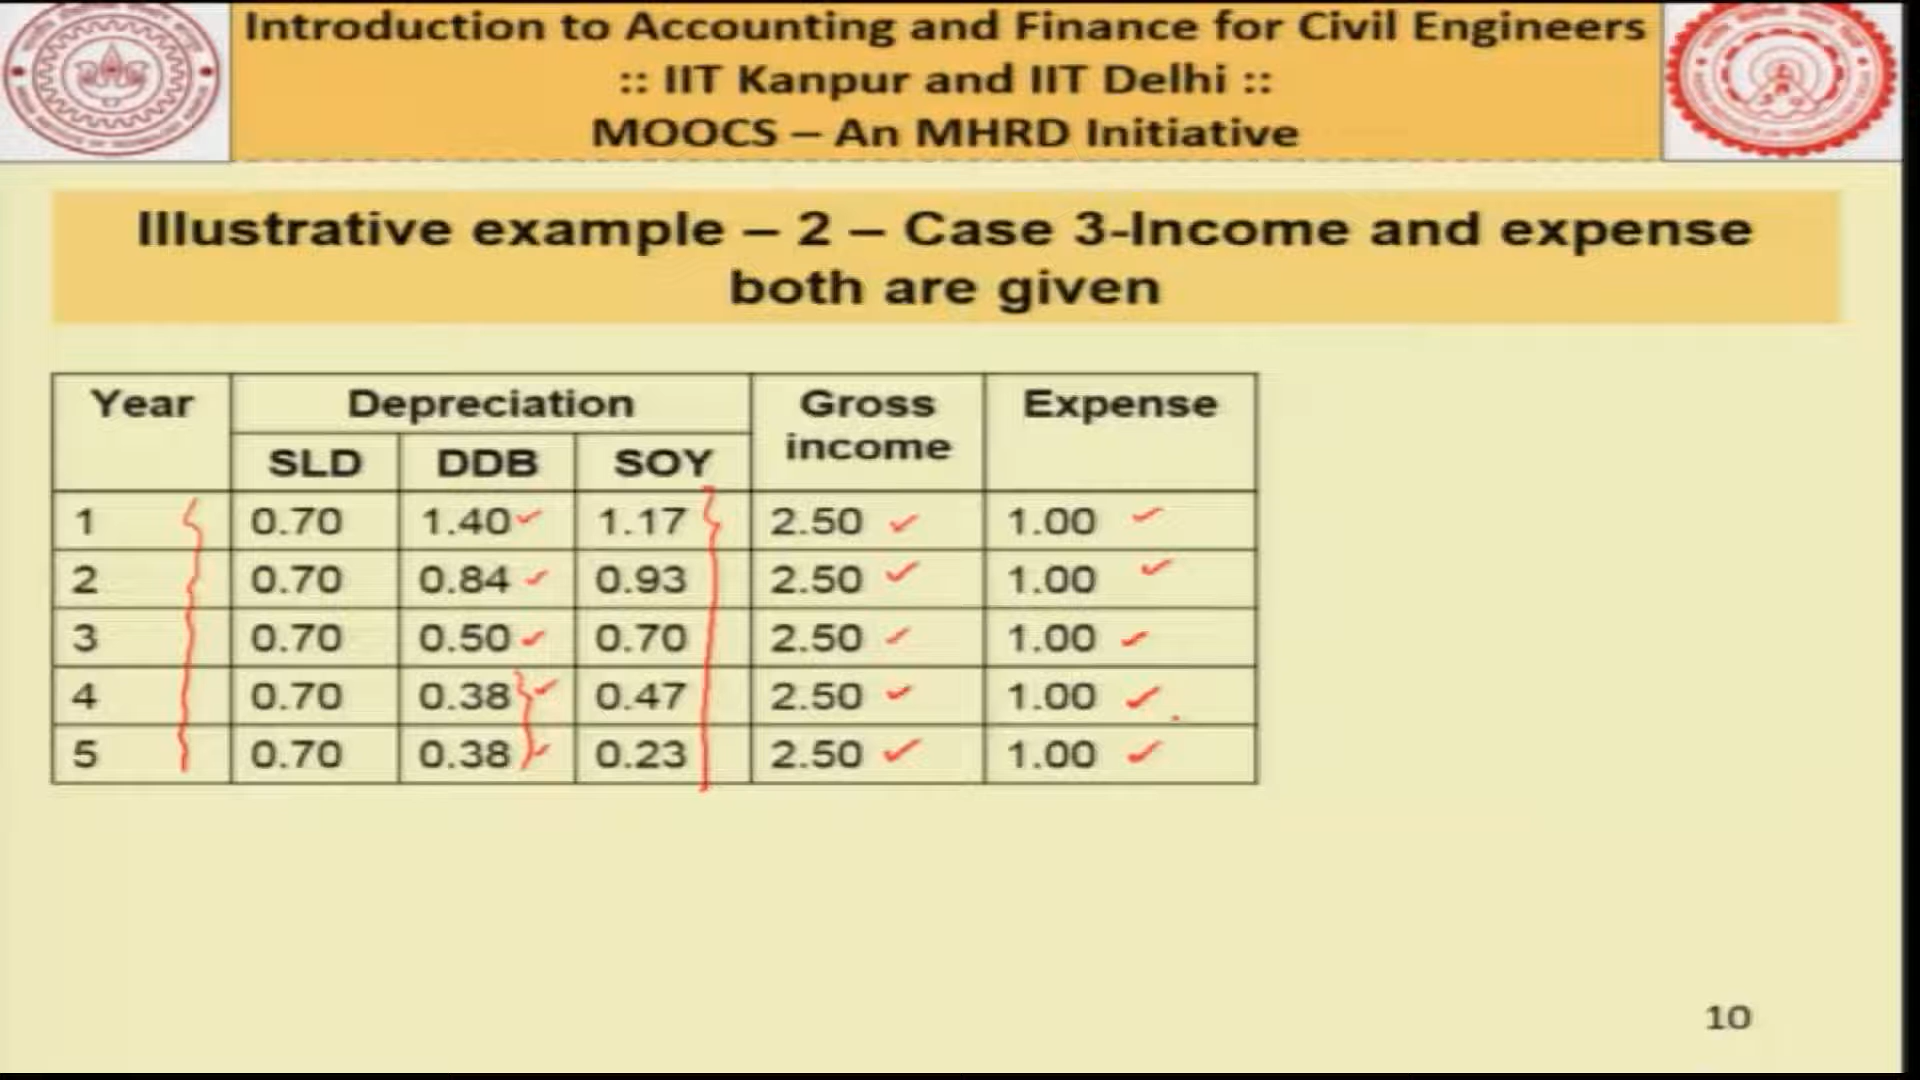 Introduction to Accounting and Finance for Civil Engineers
:: IIT Kanpur and IIT Delhi ::
MOOCS – An MHRD Initiative
Illustrative example – 2 – Case 3-Income and expense
both are given
Year Depreciation Gross income Expense
SLD DDB SOY
1 0.70 1.40 1.17 2.50 1.00
2 0.70 0.84 0.93 2.50 1.00
3 0.70 0.50 0.70 2.50 1.00
4 0.70 0.38 0.47 2.50 1.00
5 0.70 0.38 0.23 2.50 1.00
10